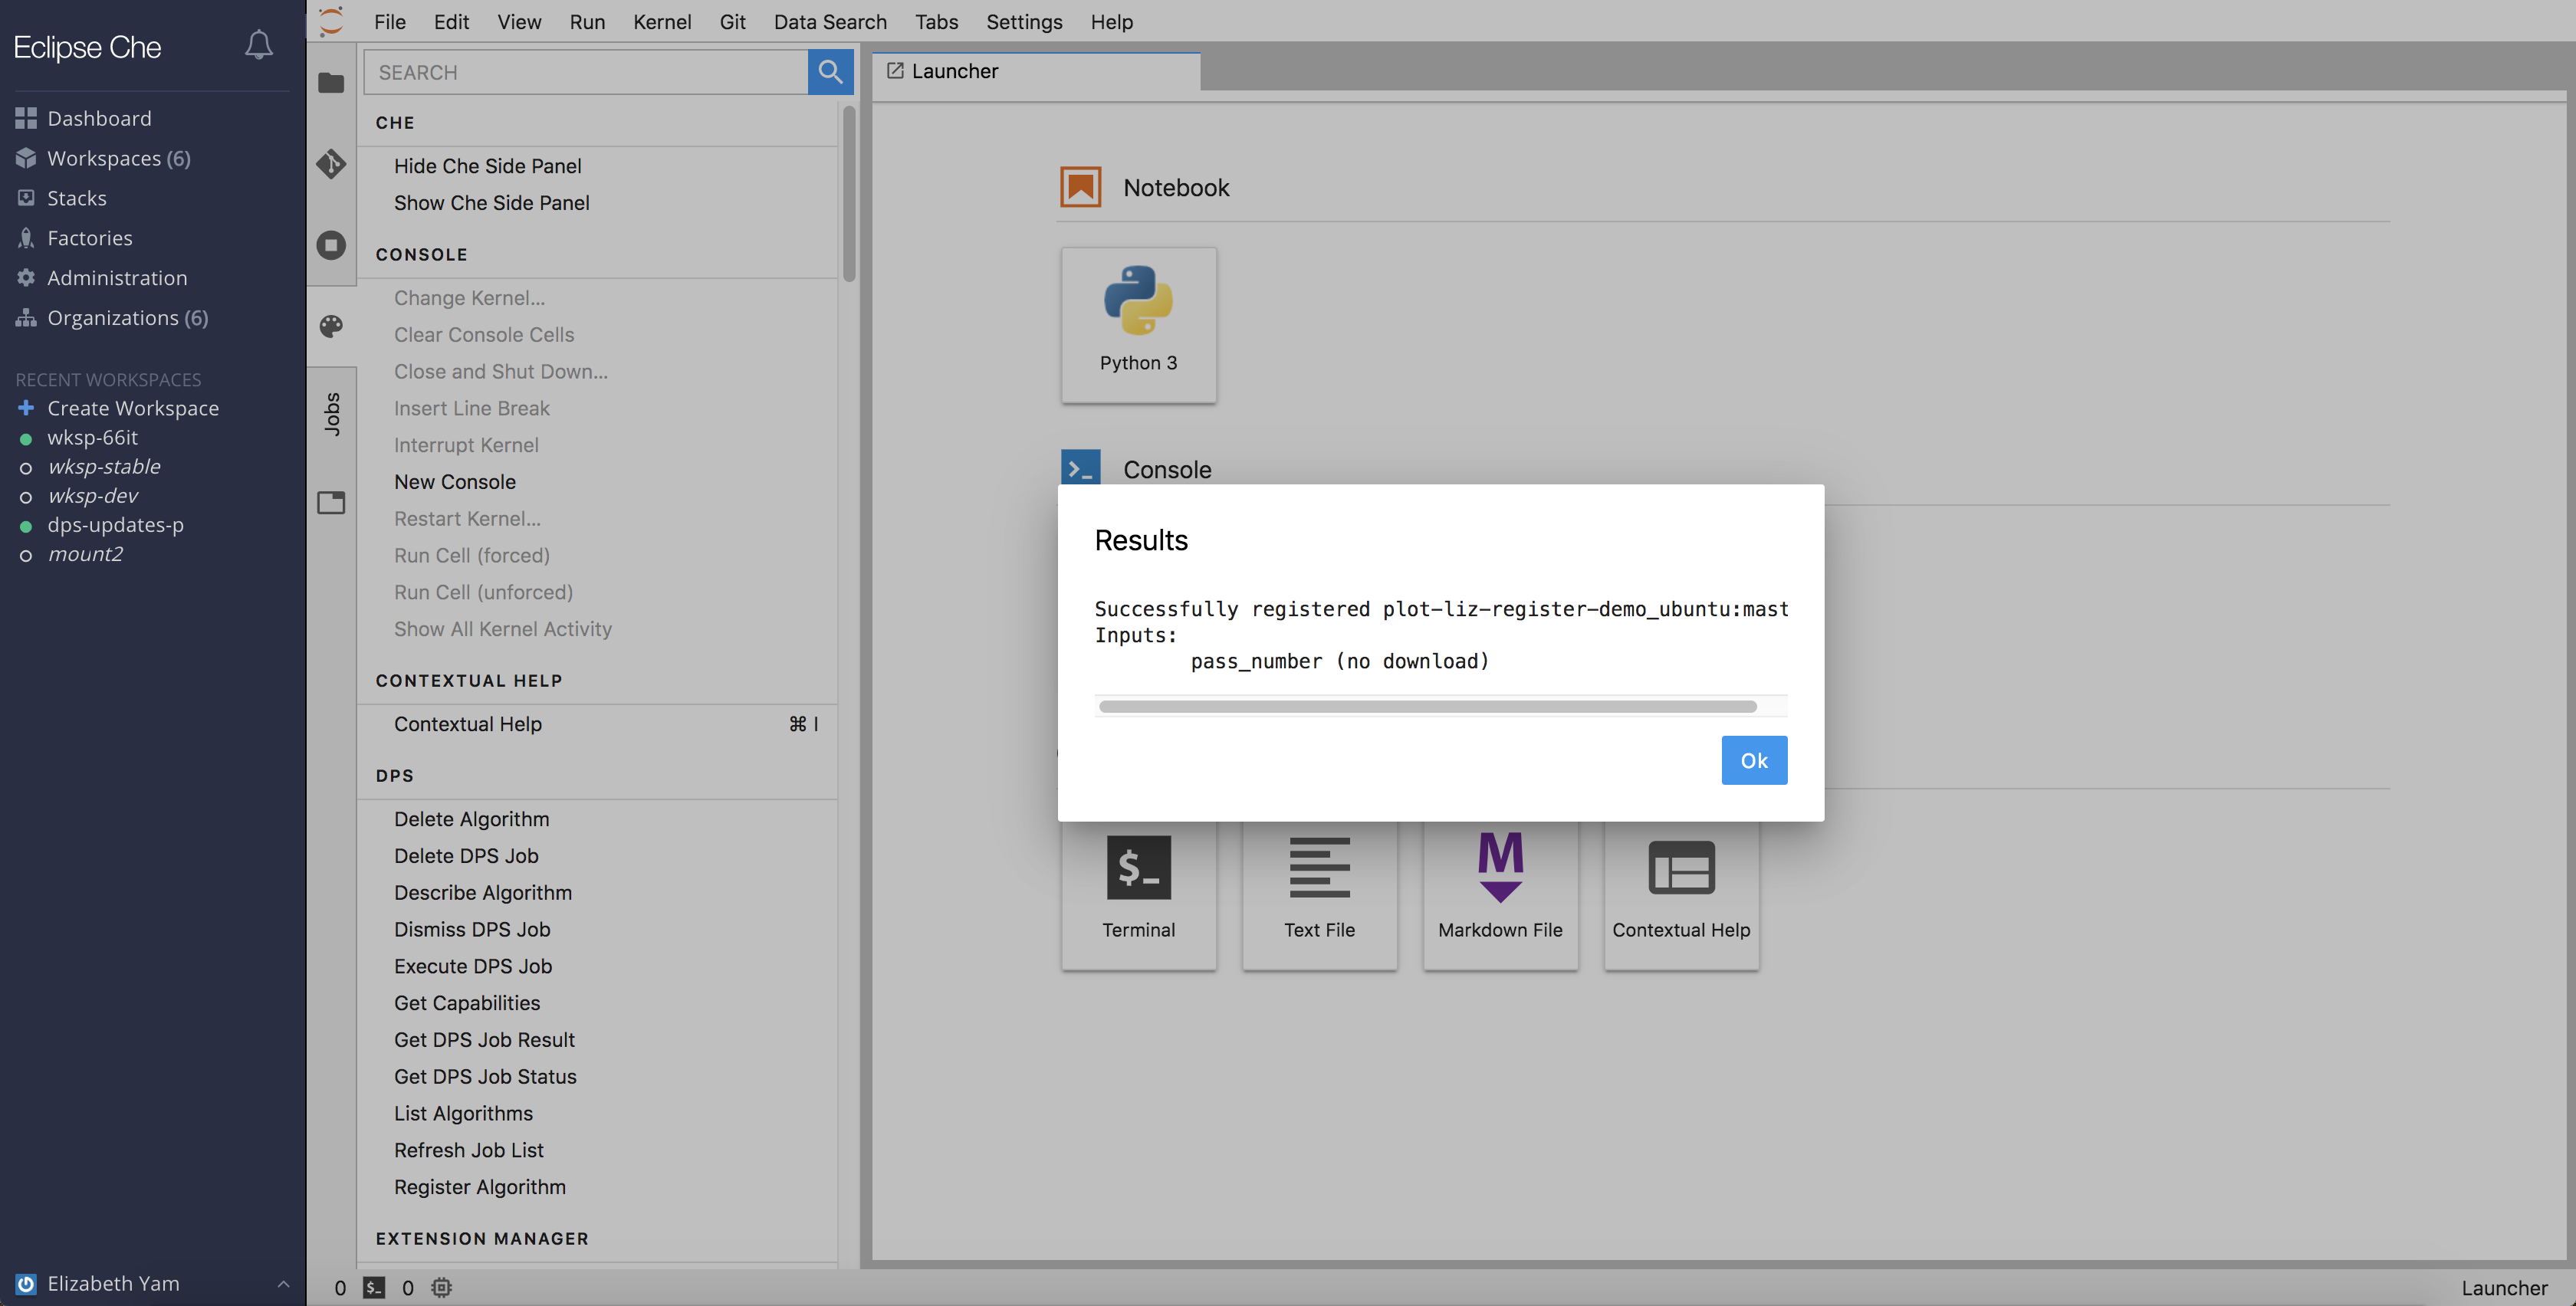 Eclipse Che
Dashboard
Workspaces (6)
Stacks
Factories
Administration
Organizations (6)
RECENT WORKSPACES
Create Workspace
wksp-66it
wksp-stable
wksp-dev
dps-updates-p
mount2
Elizabeth Yam
File Edit View Run Kernel Git Data Search Tabs Settings Help
Jobs
SEARCH
CHE
Hide Che Side Panel
Show Che Side Panel
CONSOLE
Change Kernel...
Clear Console Cells
Close and Shut Down...
Insert Line Break
Interrupt Kernel
New Console
Restart Kernel...
Run Cell (forced)
Run Cell (unforced)
Show All Kernel Activity
CONTEXTUAL HELP
Contextual Help ⌘ I
DPS
Delete Algorithm
Delete DPS Job
Describe Algorithm
Dismiss DPS Job
Execute DPS Job
Get Capabilities
Get DPS Job Result
Get DPS Job Status
List Algorithms
Refresh Job List
Register Algorithm
EXTENSION MANAGER
Launcher
Notebook
Python 3
>_ Console
Results
Successfully registered plot-liz-register-demo_ubuntu:mast
Inputs:
pass_number (no download)
Ok
$_ M
Terminal Text File Markdown File Contextual Help
0 $_ 0
Launcher